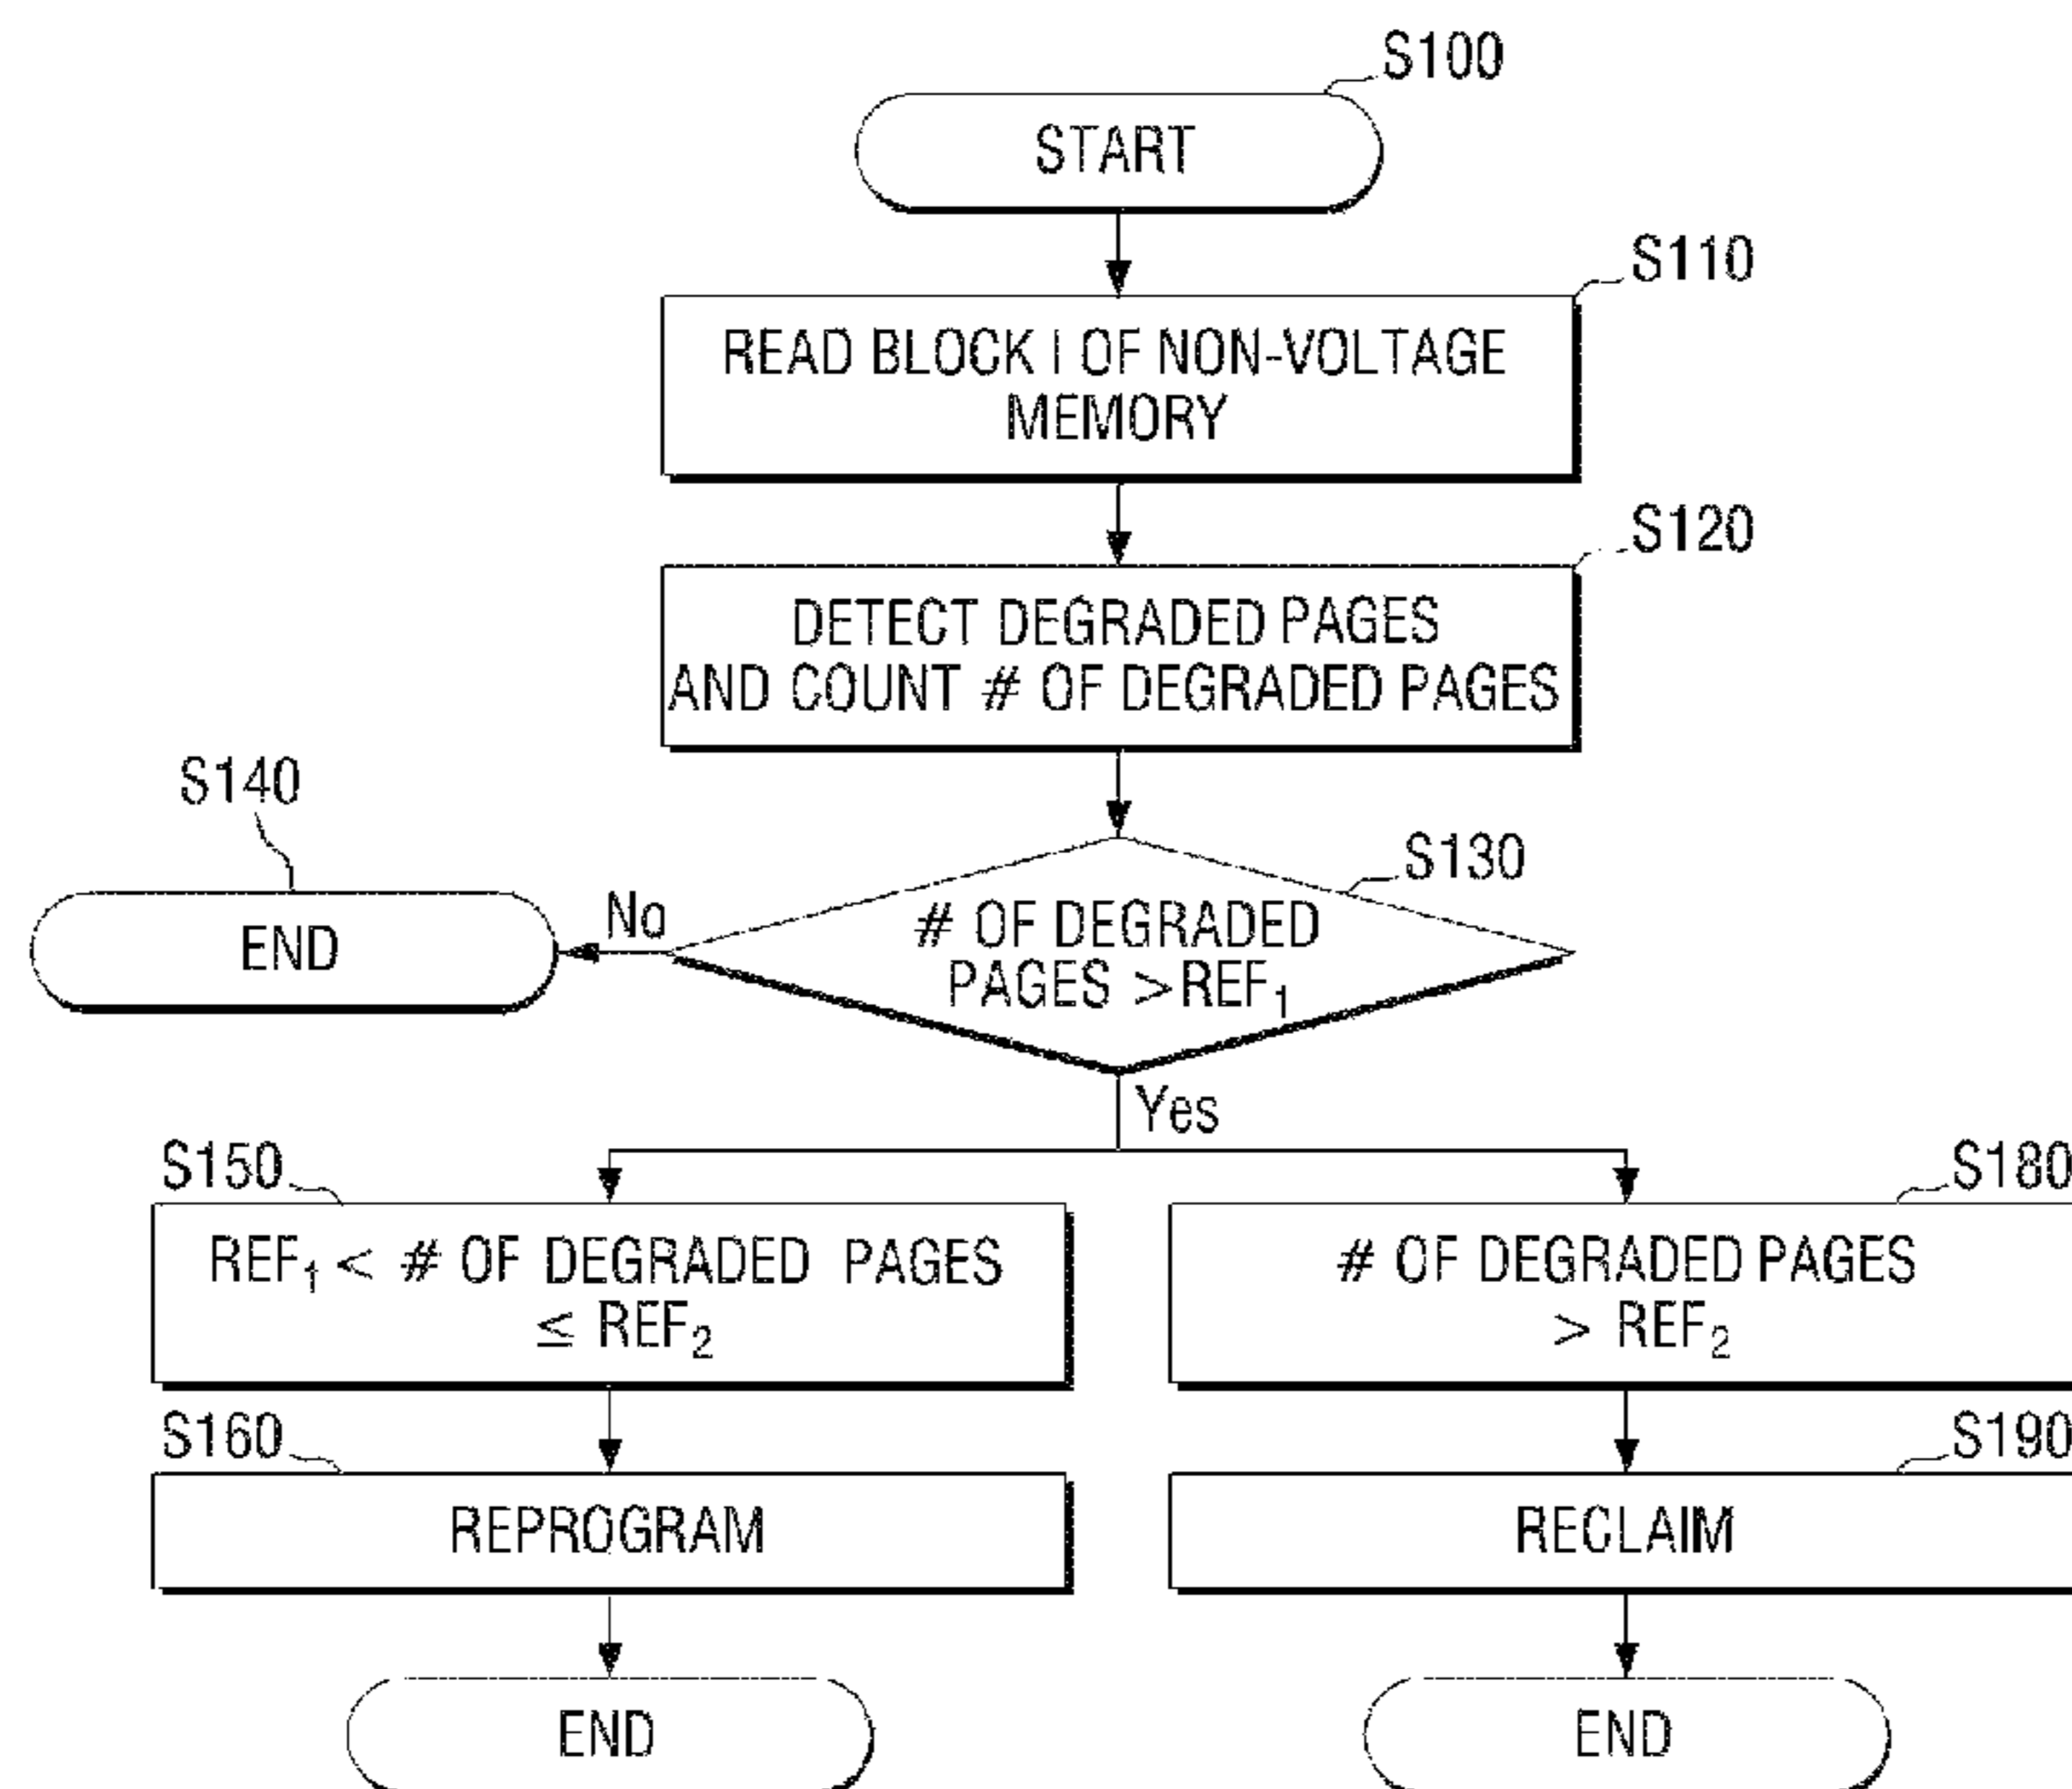 S100
START
S110
READ BLOCK I OF NON-VOLTAGE
MEMORY
S120
DETECT DEGRADED PAGES
AND COUNT # OF DEGRADED PAGES
S140
END
No
S130
# OF DEGRADED
PAGES >REF₁
Yes
S150
REF₁ < # OF DEGRADED PAGES
≤ REF₂
S180
# OF DEGRADED PAGES
> REF₂
S160
REPROGRAM
S190
RECLAIM
END
END